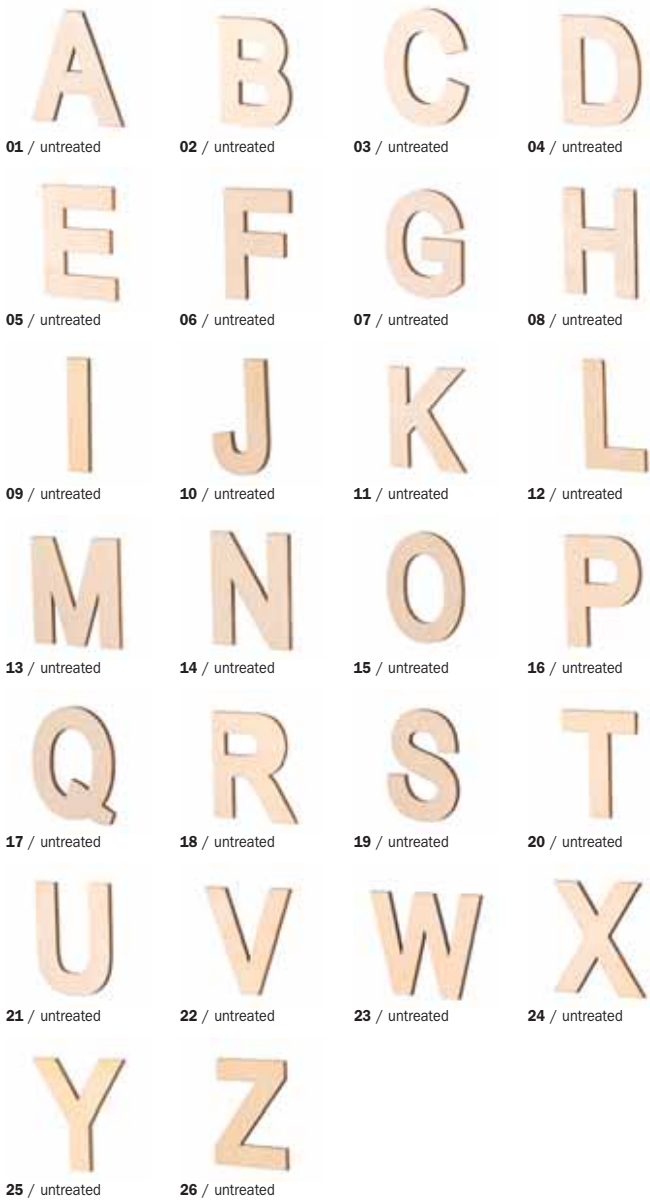 A B C D
01 / untreated 02 / untreated 03 / untreated 04 / untreated
E F G H
05 / untreated 06 / untreated 07 / untreated 08 / untreated
I J K L
09 / untreated 10 / untreated 11 / untreated 12 / untreated
M N O P
13 / untreated 14 / untreated 15 / untreated 16 / untreated
Q R S T
17 / untreated 18 / untreated 19 / untreated 20 / untreated
U V W X
21 / untreated 22 / untreated 23 / untreated 24 / untreated
Y Z
25 / untreated 26 / untreated